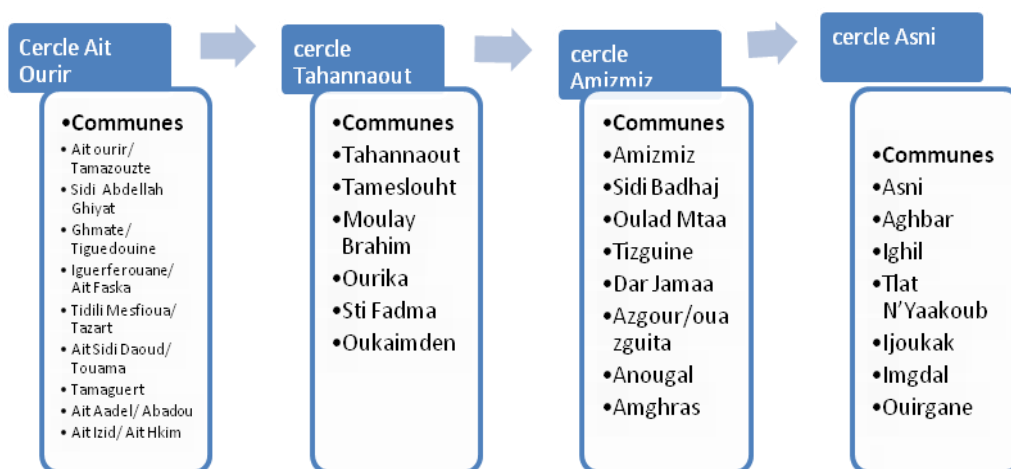 Cercle Ait
Ourir
•Communes
• Ait ourir/
Tamazouzte
• Sidi Abdellah
Ghiyat
• Ghmate/
Tiguedouine
• Iguerferouane/
Ait Faska
• Tidili Mesfioua/
Tazart
• Ait Sidi Daoud/
Touama
• Tamaguert
• Ait Aadel/ Abadou
• Ait Izid/ Ait Hkim
cercle
Tahannaout
•Communes
•Tahannaout
•Tameslouht
•Moulay
Brahim
•Ourika
•Sti Fadma
•Oukaimden
cercle
Amizmiz
•Communes
•Amizmiz
•Sidi Badhaj
•Oulad Mtaa
•Tizguine
•Dar Jamaa
•Azgour/oua
zguita
•Anougal
•Amghras
cercle Asni
•Communes
•Asni
•Aghbar
•Ighil
•Tlat
N'Yaakoub
•Ijoukak
•Imgdal
•Ouirgane